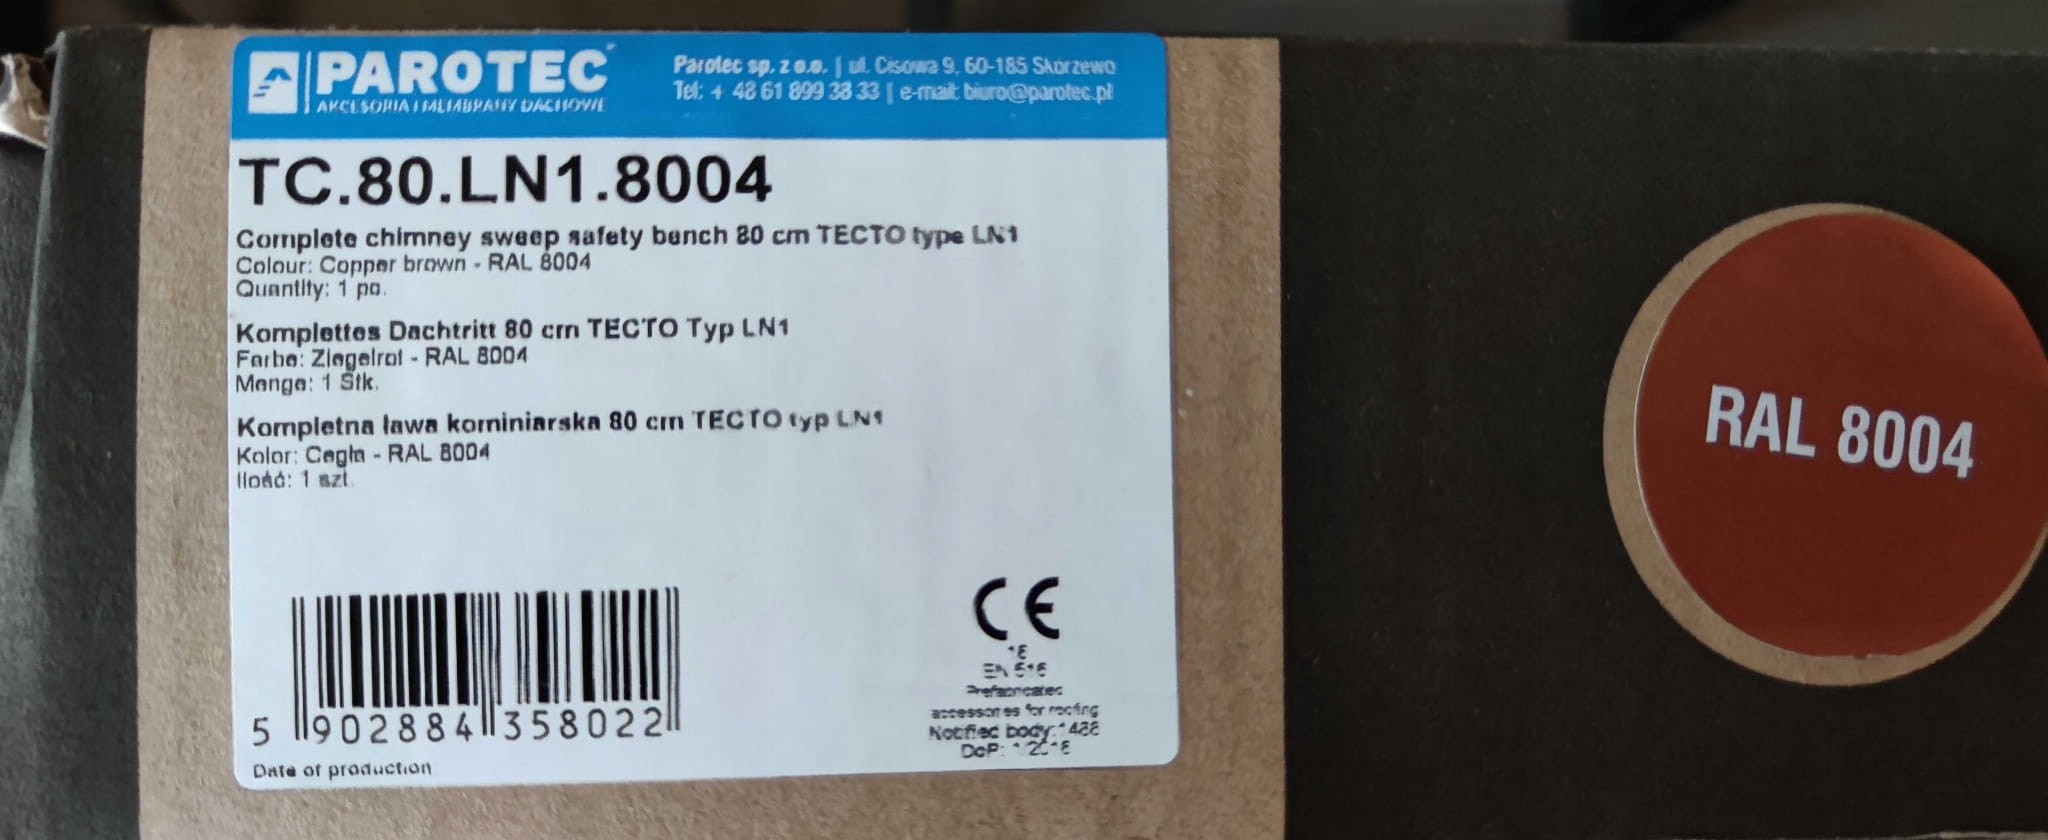 PAROTEC
AKCESORIA I MEMBRANY DACHOWE
Parotec sp. z o.o. | ul. Cisowa 9, 60-185 Skórzewo
Tel: + 48 61 899 38 33 | e-mail: biuro@parotec.pl
TC.80.LN1.8004
Complete chimney sweep safety bench 80 cm TECTO type LN1
Colour: Copper brown - RAL 8004
Quantity: 1 pc.
Komplettes Dachtritt 80 cm TECTO Typ LN1
Farbe: Ziegelrot - RAL 8004
Menge: 1 Stk.
Kompletna ława kominiarska 80 cm TECTO typ LN1
Kolor: Cegła - RAL 8004
Ilość: 1 szt.
CE
EN 516
Prefabricated
accessories for roofing
Notified body:
DoP:
5 902884 358022
Date of production
RAL 8004